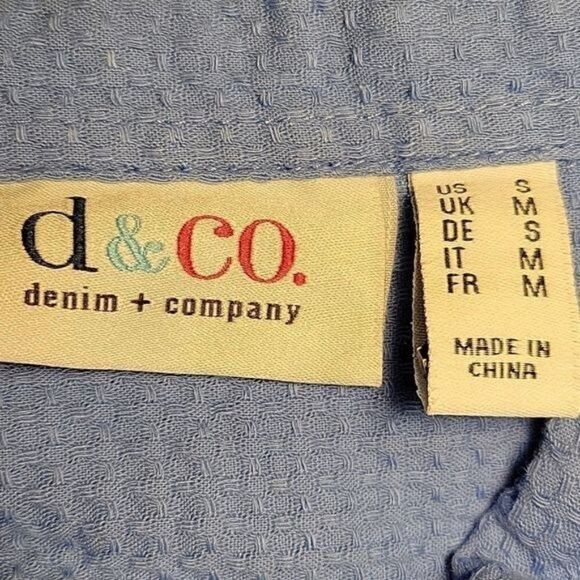 d & co.
denim + company
US S
UK M
DE S
IT M
FR M
MADE IN
CHINA